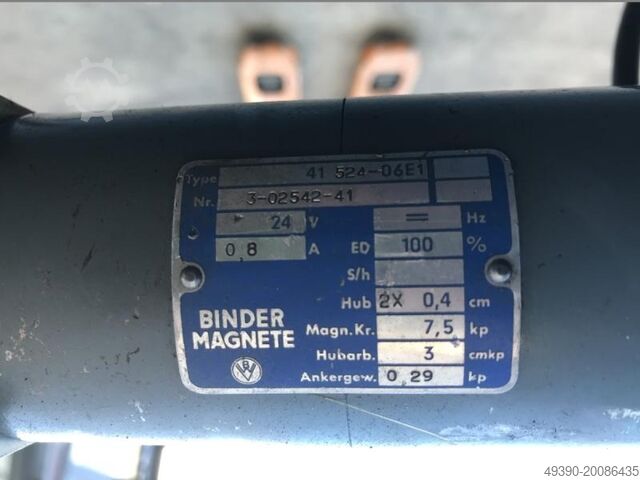 Type 41 524-06E1
Nr. 3-02542-41
24 V = Hz
0,8 A ED 100 %
S/h
Hub 2X 0,4 cm
BINDER MAGNETE
Magn.Kr. 7,5 kp
Hubarb. 3 cmkp
Ankergew. 0,29 kp
49390-20086435